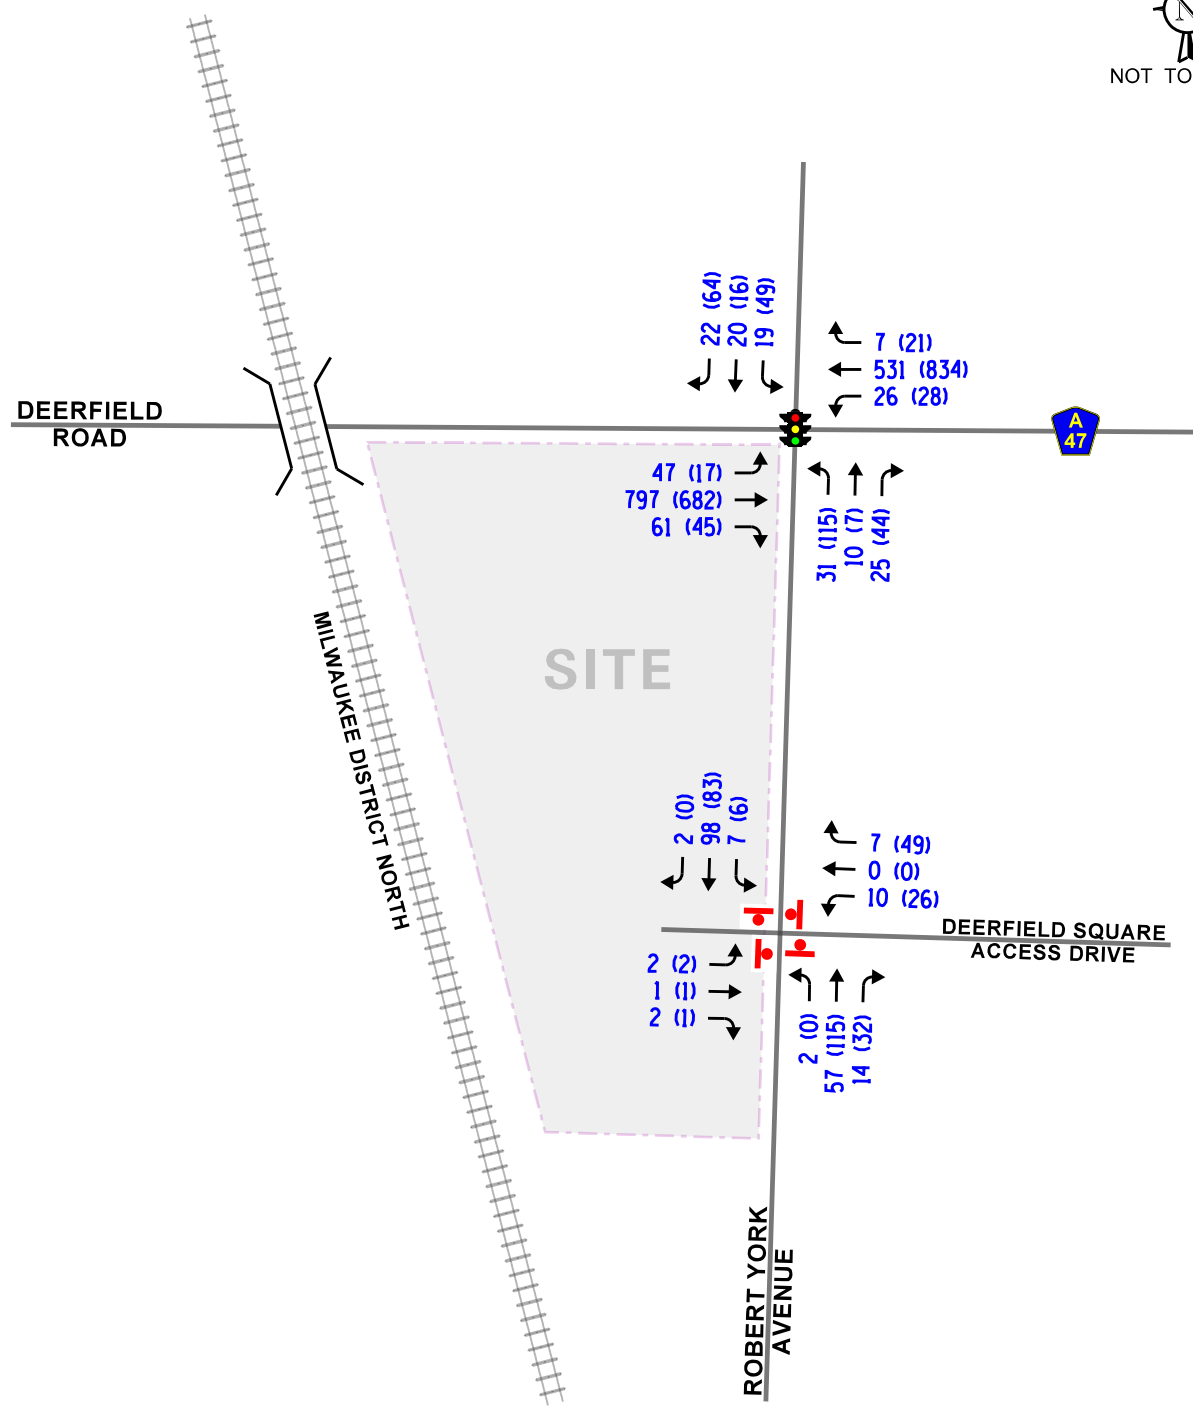 N
NOT TO
22 (64)
20 (16)
19 (49)
7 (21)
531 (834)
26 (28)
DEERFIELD
ROAD
A
47
47 (17)
797 (682)
61 (45)
31 (115)
10 (7)
25 (44)
SITE
MILWAUKEE DISTRICT NORTH
2 (0)
98 (83)
7 (6)
7 (49)
0 (0)
10 (26)
DEERFIELD SQUARE
ACCESS DRIVE
2 (2)
1 (1)
2 (1)
2 (0)
57 (115)
14 (32)
ROBERT YORK
AVENUE